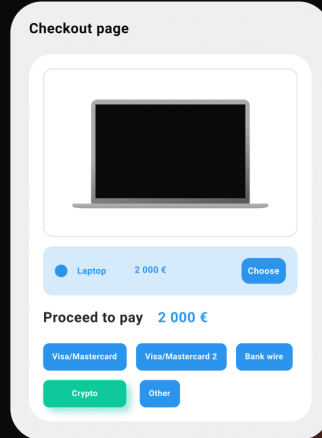 Checkout page
Laptop 2 000 € Choose
Proceed to pay 2 000 €
Visa/Mastercard Visa/Mastercard 2 Bank wire
Crypto Other